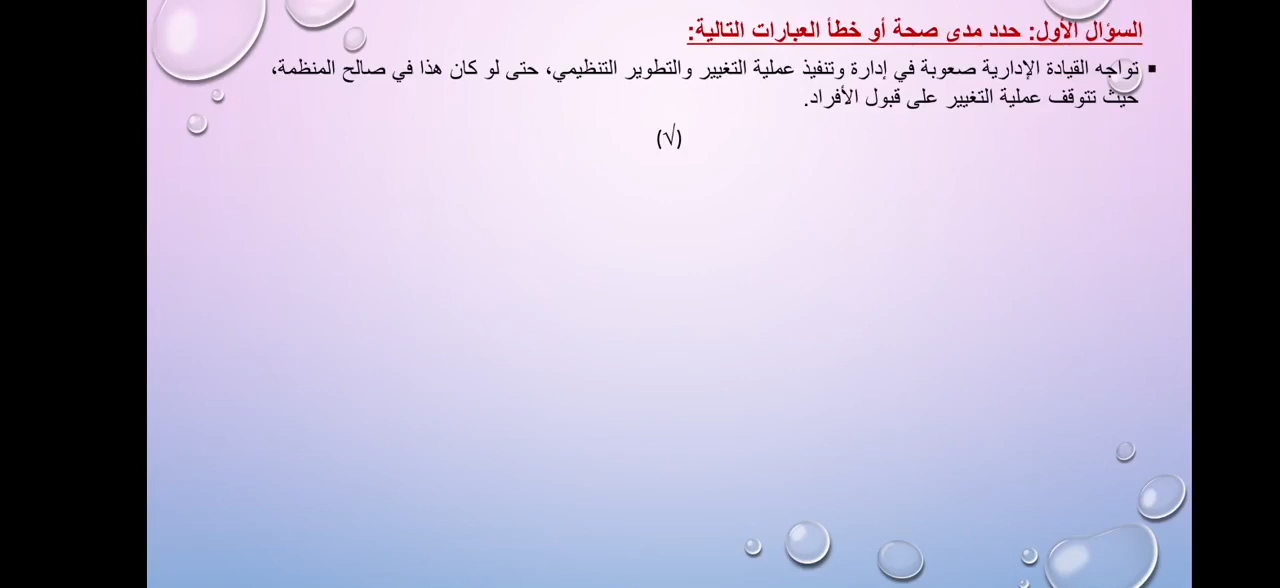 السؤال الأول: حدد مدى صحة أو خطأ العبارات التالية:
▪ تواجه القيادة الإدارية صعوبة في إدارة وتنفيذ عملية التغيير والتطوير التنظيمي، حتى لو كان هذا في صالح المنظمة،
حيث تتوقف عملية التغيير على قبول الأفراد.
(√)